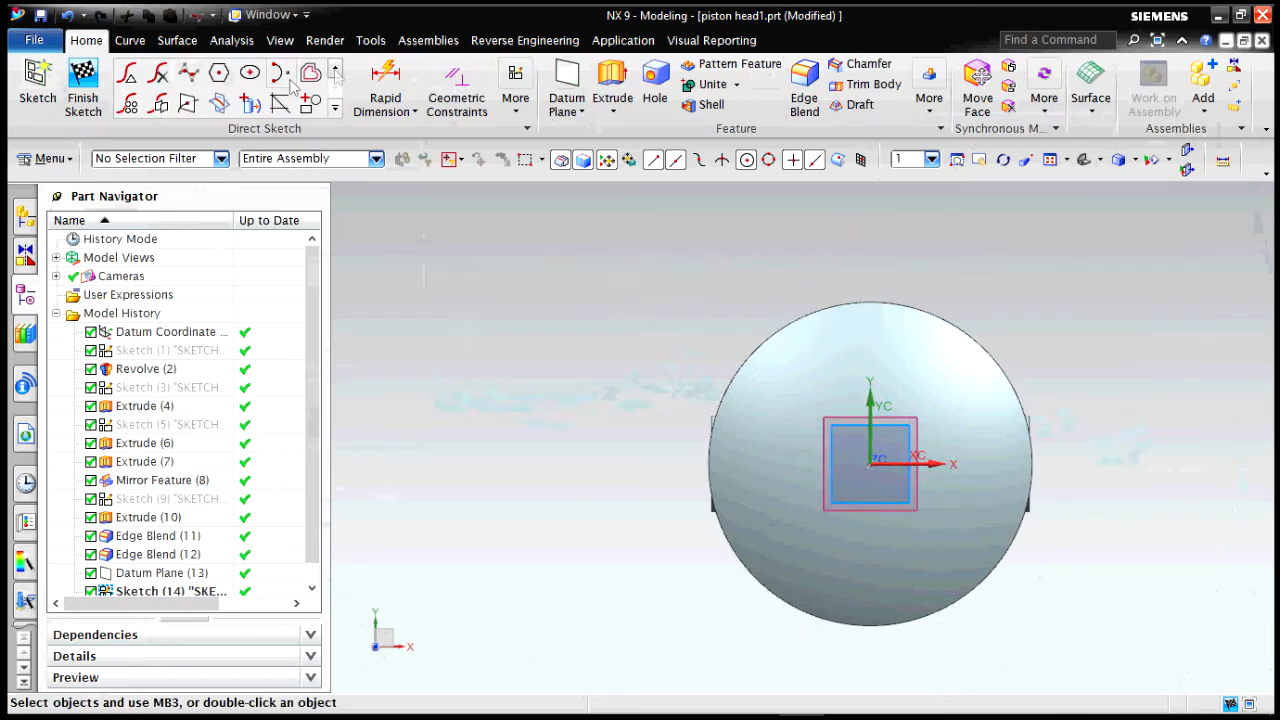 Window
NX 9 - Modeling - [piston head1.prt (Modified) ]
SIEMENS
File Home Curve Surface Analysis View Render Tools Assemblies Reverse Engineering Application Visual Reporting
Find a Command
Sketch
Finish Sketch
Rapid Dimension
Geometric Constraints
More
Datum Plane
Extrude
Hole
Pattern Feature
Unite
Shell
Edge Blend
Chamfer
Trim Body
Draft
More
Move Face
More
Surface
Work on Assembly
Add
Direct Sketch
Feature
Synchronous M...
Assemblies
Menu
No Selection Filter
Entire Assembly
1
Part Navigator
Name Up to Date
History Mode
Model Views
Cameras
User Expressions
Model History
Datum Coordinate ...
Sketch (1) "SKETCH...
Revolve (2)
Sketch (3) "SKETCH...
Extrude (4)
Sketch (5) "SKETCH...
Extrude (6)
Extrude (7)
Mirror Feature (8)
Sketch (9) "SKETCH...
Extrude (10)
Edge Blend (11)
Edge Blend (12)
Datum Plane (13)
Sketch (14) "SKE...
Dependencies
Details
Preview
Y
YC
ZC
XC
X
Y
X
Select objects and use MB3, or double-click an object